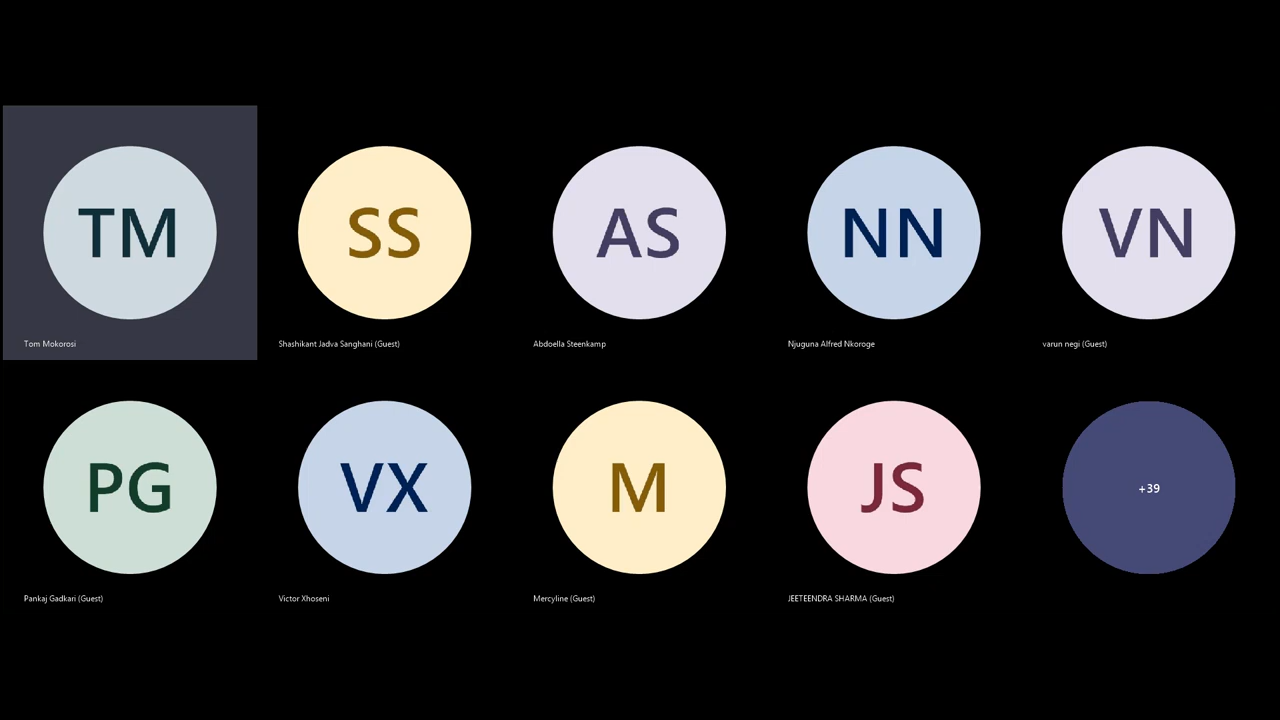 TM
SS
AS
NN
VN
Tom Mokorosi
Shashikant Jadva Sanghani (Guest)
Abdoella Steenkamp
Njuguna Alfred Nkoroge
varun negi (Guest)
PG
VX
M
JS
+39
Pankaj Gadkari (Guest)
Victor Xhoseni
Mercyline (Guest)
JEETEENDRA SHARMA (Guest)